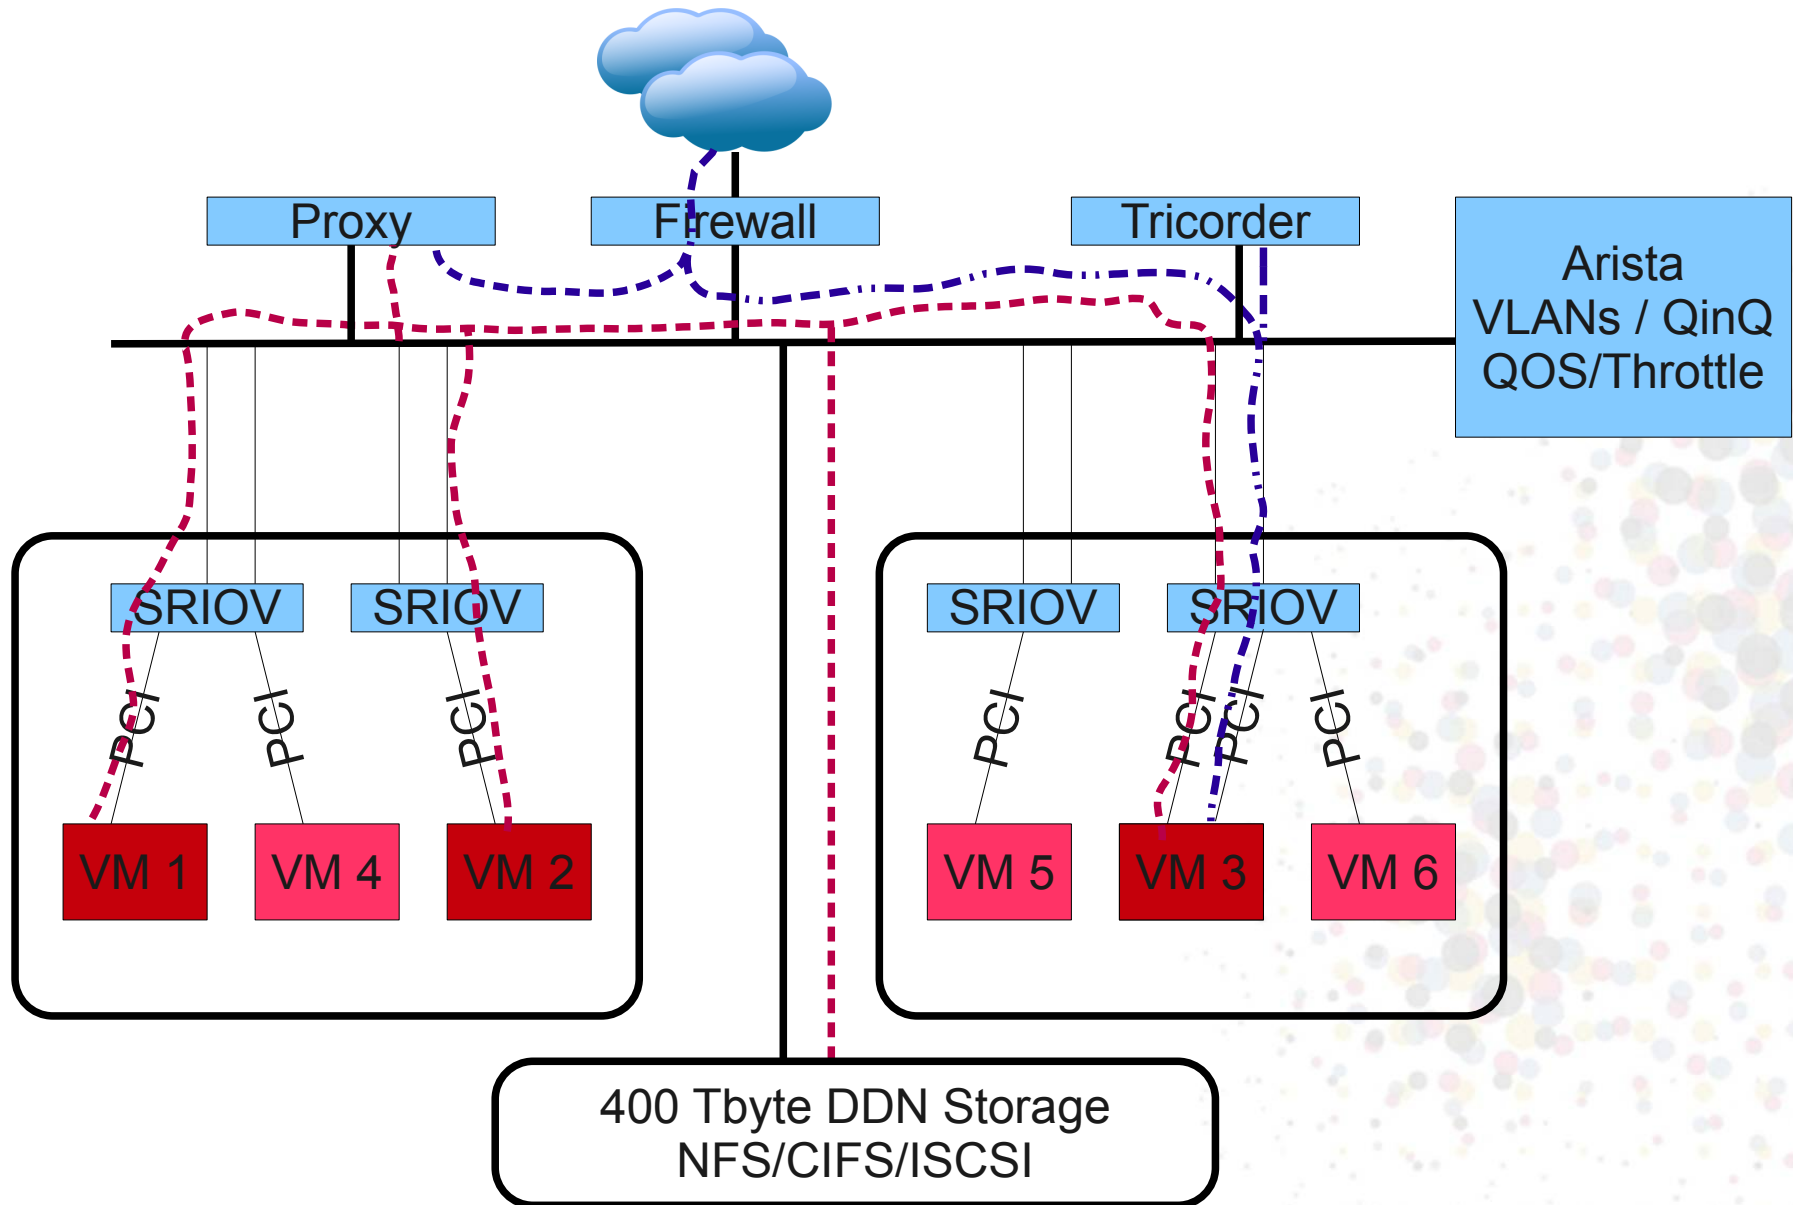 Proxy
Firewall
Tricorder
Arista
VLANs / QinQ
QOS/Throttle
SRIOV
SRIOV
SRIOV
SRIOV
PCI
PCI
PCI
PCI
PCI
PCI
PCI
VM 1
VM 4
VM 2
VM 5
VM 3
VM 6
400 Tbyte DDN Storage
NFS/CIFS/ISCSI